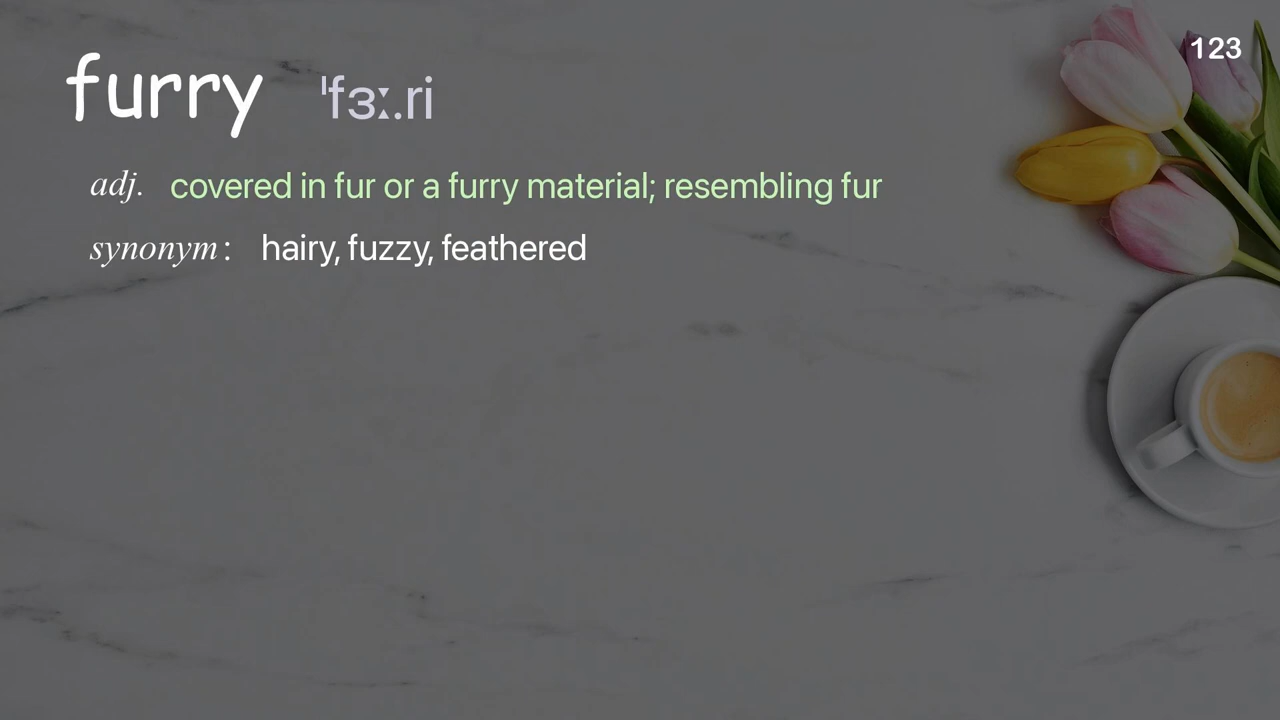 123
furry ˈfɜː.ri
adj. covered in fur or a furry material; resembling fur
synonym: hairy, fuzzy, feathered